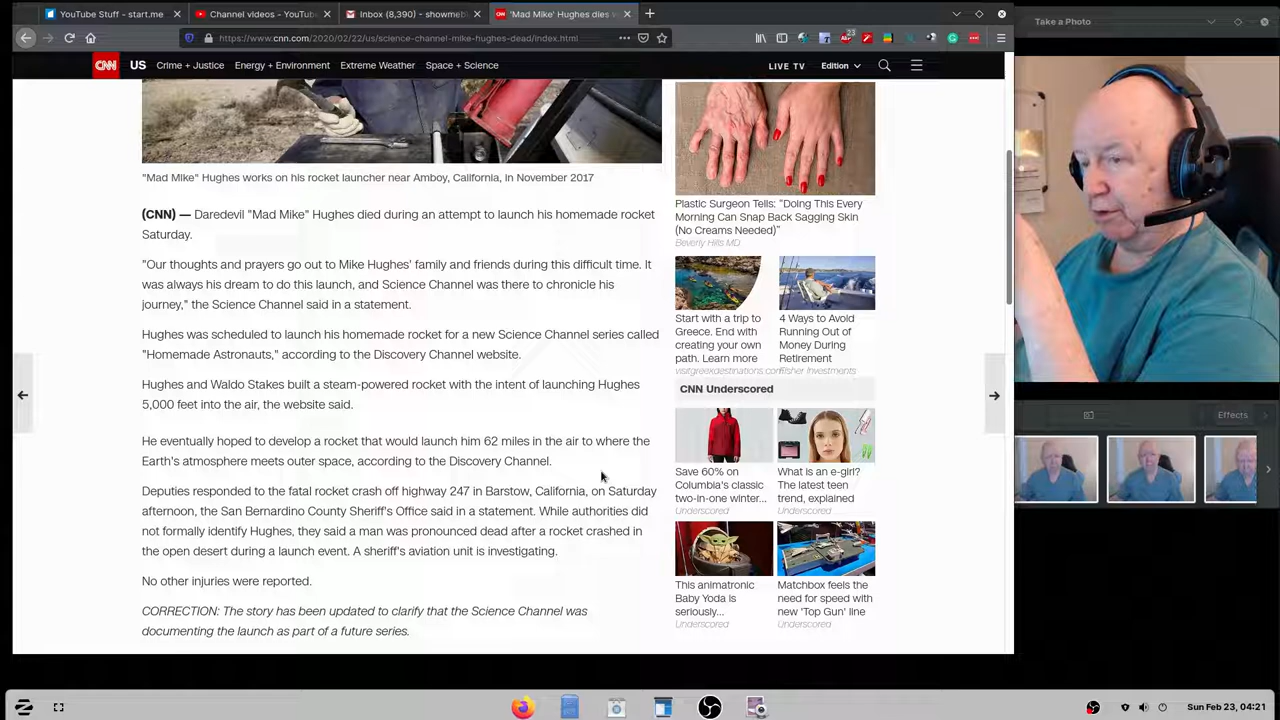 YouTube Stuff - start.me
Channel videos - YouTube
Inbox (8,390) - showmeb
'Mad Mike' Hughes dies w
Take a Photo
https://www.cnn.com/2020/02/22/us/science-channel-mike-hughes-dead/index.html
23
CNN US Crime + Justice Energy + Environment Extreme Weather Space + Science LIVE TV Edition
"Mad Mike" Hughes works on his rocket launcher near Amboy, California, in November 2017
(CNN) — Daredevil "Mad Mike" Hughes died during an attempt to launch his homemade rocket
Saturday.
"Our thoughts and prayers go out to Mike Hughes' family and friends during this difficult time. It
was always his dream to do this launch, and Science Channel was there to chronicle his
journey," the Science Channel said in a statement.
Hughes was scheduled to launch his homemade rocket for a new Science Channel series called
"Homemade Astronauts," according to the Discovery Channel website.
Hughes and Waldo Stakes built a steam-powered rocket with the intent of launching Hughes
5,000 feet into the air, the website said.
He eventually hoped to develop a rocket that would launch him 62 miles in the air to where the
Earth's atmosphere meets outer space, according to the Discovery Channel.
Deputies responded to the fatal rocket crash off highway 247 in Barstow, California, on Saturday
afternoon, the San Bernardino County Sheriff's Office said in a statement. While authorities did
not formally identify Hughes, they said a man was pronounced dead after a rocket crashed in
the open desert during a launch event. A sheriff's aviation unit is investigating.
No other injuries were reported.
CORRECTION: The story has been updated to clarify that the Science Channel was
documenting the launch as part of a future series.
Plastic Surgeon Tells: "Doing This Every
Morning Can Snap Back Sagging Skin
(No Creams Needed)"
Beverly Hills MD
Start with a trip to
Greece. End with
creating your own
path. Learn more
visitgreexdestinations.com
4 Ways to Avoid
Running Out of
Money During
Retirement
Fisher Investments
CNN Underscored
Save 60% on
Columbia's classic
two-in-one winter...
Underscored
What is an e-girl?
The latest teen
trend, explained
Underscored
This animatronic
Baby Yoda is
seriously...
Underscored
Matchbox feels the
need for speed with
new 'Top Gun' line
Underscored
Effects
Sun Feb 23, 04:21